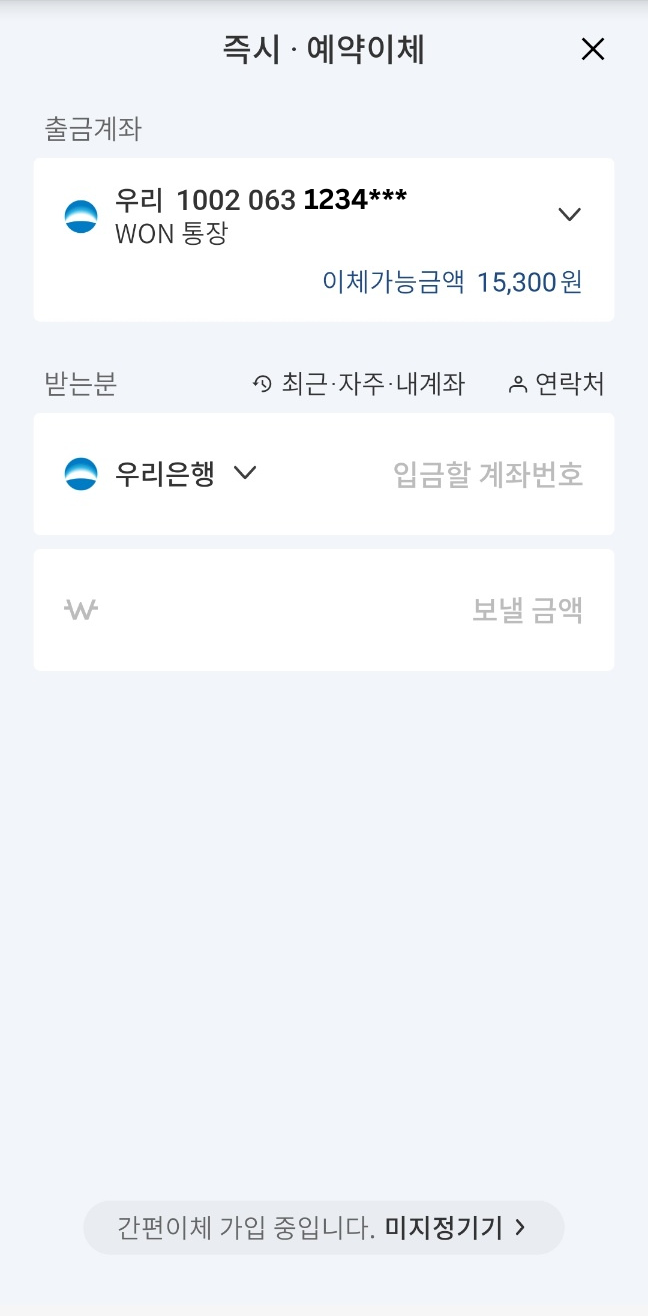 즉시 · 예약이체
출금계좌
우리 1002 063 1234***
WON 통장
이체가능금액 15,300원
받는분 최근·자주·내계좌 연락처
우리은행 입금할 계좌번호
₩ 보낼 금액
간편이체 가입 중입니다. 미지정기기 >